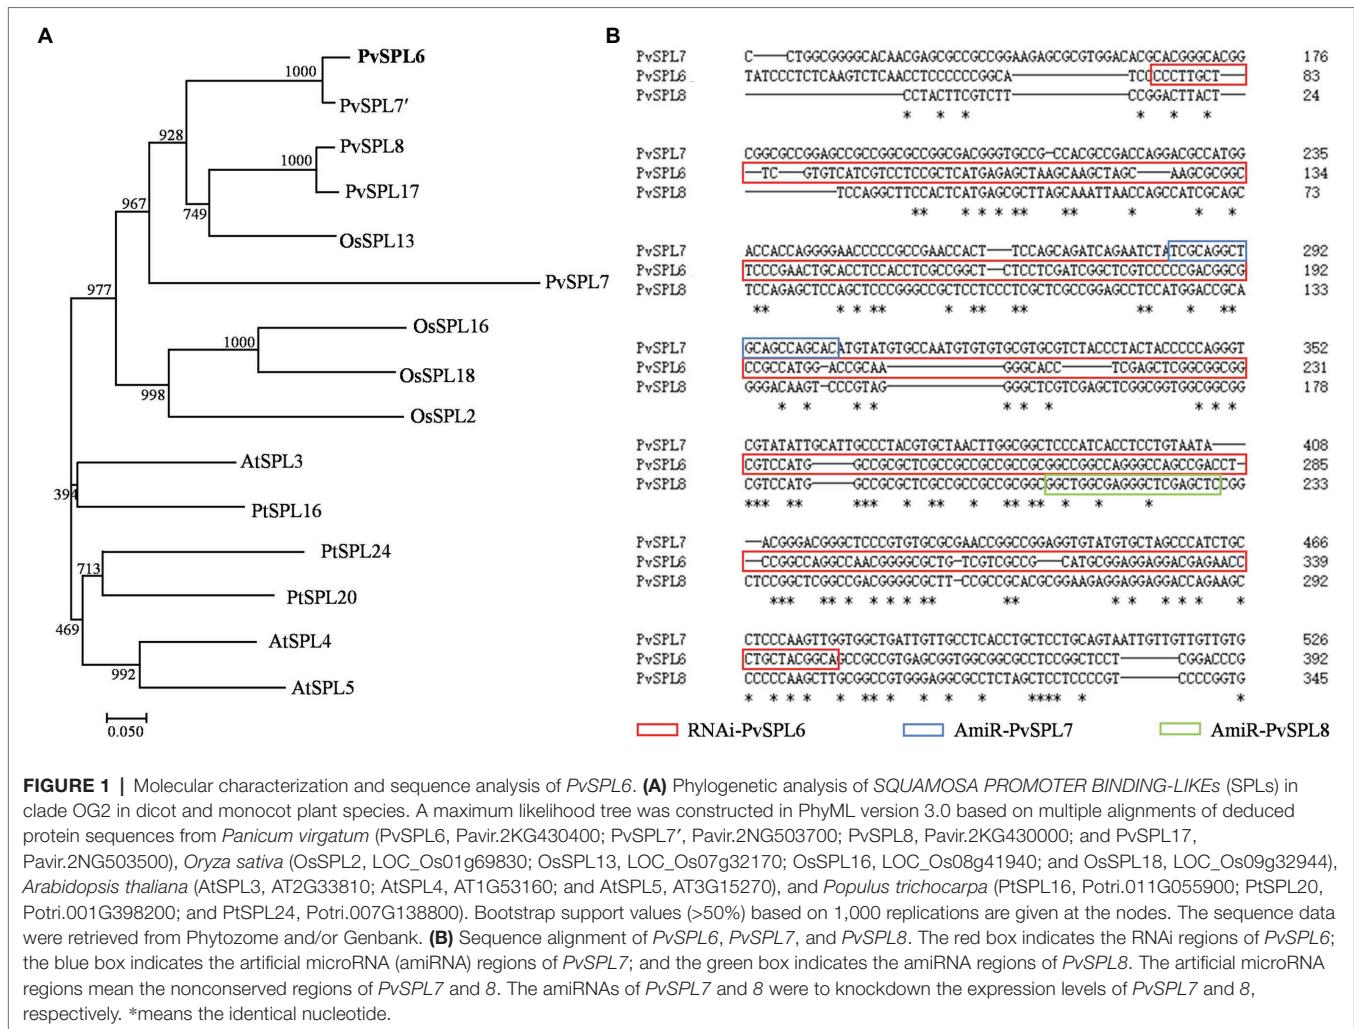 A
PvSPL6
1000
PvSPL7′
928
PvSPL8
1000
PvSPL17
967
749
OsSPL13
PvSPL7
977
OsSPL16
1000
OsSPL18
998
OsSPL2
AtSPL3
394
PtSPL16
PtSPL24
713
PtSPL20
469
AtSPL4
992
AtSPL5
0.050
B
PvSPL7 C----CTGGCGGGGCACAACGAGCGCCGCCGGAAGAGCGCGTGGACACGCACGGGCACGG 176
PvSPL6 TATCCCTCTCAAGTCTCAACCTCCCCCCGGCA--------------TCCCCCTTGCT--- 83
PvSPL8 -------------------CCTACTTCGTCTT--------------CCGGACTTACT--- 24
* * * * * *
PvSPL7 CGGCGCCGGAGCCGCCGGCGCCGGCGACGGGTGCCG-CCACGCCGACCAGGACGCCATGG 235
PvSPL6 --TC---GTGTCATCGTCCTCCGCTCATGAGAGCTAAGCAAGCTAGC----AAGCGCGGC 134
PvSPL8 -----------TCCAGGCTTCCACTCATGAGCGCTTAGCAAATTAACCAGCCATCGCAGC 73
** * * * ** ** * * *
PvSPL7 ACCACCAGGGGAACCCCCGCCGAACCACT---TCCAGCAGATCAGAATCTATCGCAGGCT 292
PvSPL6 TCCCGAACTGCACCTCCACCTCGCCGGCT--CTCCTCGATCGGCTCGTCCCCCGACGGCG 192
PvSPL8 TCCAGAGCTCCAGCTCCCGGGCCGCTCCTCCCTCGCTCGCCGGAGCCTCCATGGACCGCA 133
** * * ** * ** ** ** * **
PvSPL7 GCAGCCAGCACATGTATGTGCCAATGTGTGTGCGTGCGTCTACCCTACTACCCCCAGGGT 352
PvSPL6 CCGCCATGG-ACCGCAA--------------GGGCACC-----TCGAGCTCGGCGGCGG 231
PvSPL8 GGGACAAGT-CCCGTAG--------------GGGCTCGTCGAGCTCGGCGGTGGCGGCGG 178
* * * * * * * * * *
PvSPL7 CGTATATTGCATTGCCCTACGTGCTAACTTGGCGGCTCCCATCACCTCCTGTAATA---- 408
PvSPL6 CGTCCATG-----GCCGCGCTCGCCGCCGCCGCCGCGGCCGGCCAGGGCCAGCCGACCT- 285
PvSPL8 CGTCCATG-----GCCGCGCTCGCCGCCGCCGCGGCGGCTGGCGAGGGCTCGAGCTCCGG 233
*** ** *** * ** * ** ** * * *
PvSPL7 --ACGGGACGGGCTCCCGTGTGCGCGAACCGGCCGGAGGTGTATGTGCTAGCCCATCTGC 466
PvSPL6 --CCGGCCAGGCCAACGGGGCGCTG-TCGTCGCCG---CATGCGGAGGAGGACGAGAACC 339
PvSPL8 CTCCGGCTCGGCCGACGGGGCGCTT-CCGCCGCACGCGGAAGAGGAGGAGGACCAGAAGC 292
*** ** * * * * ** ** * * * * * *
PvSPL7 CTCCCAAGTTGGTGGCTGATTGTTGCCTCACCTGCTCCTGCAGTAATTGTTGTTGTTGTG 526
PvSPL6 CTGCTACGGCAGCCGCCGTGAGCGGTGGCGGCGCCTCCGGCTCCT-------CGGACCCG 392
PvSPL8 CCCCCAAGCTTGCGGCCGTGGGAGGCGCCTCTAGCTCCTCCCCGT-------CCCCGGTG 345
* * * * * ** * * * * **** * *
RNAi-PvSPL6 AmiR-PvSPL7 AmiR-PvSPL8
FIGURE 1 | Molecular characterization and sequence analysis of PvSPL6. (A) Phylogenetic analysis of SQUAMOSA PROMOTER BINDING-LIKEs (SPLs) in
clade OG2 in dicot and monocot plant species. A maximum likelihood tree was constructed in PhyML version 3.0 based on multiple alignments of deduced
protein sequences from Panicum virgatum (PvSPL6, Pavir.2KG430400; PvSPL7′, Pavir.2NG503700; PvSPL8, Pavir.2KG430000; and PvSPL17,
Pavir.2NG503500), Oryza sativa (OsSPL2, LOC_Os01g69830; OsSPL13, LOC_Os07g32170; OsSPL16, LOC_Os08g41940; and OsSPL18, LOC_Os09g32944),
Arabidopsis thaliana (AtSPL3, AT2G33810; AtSPL4, AT1G53160; and AtSPL5, AT3G15270), and Populus trichocarpa (PtSPL16, Potri.011G055900; PtSPL20,
Potri.001G398200; and PtSPL24, Potri.007G138800). Bootstrap support values (>50%) based on 1,000 replications are given at the nodes. The sequence data
were retrieved from Phytozome and/or Genbank. (B) Sequence alignment of PvSPL6, PvSPL7, and PvSPL8. The red box indicates the RNAi regions of PvSPL6;
the blue box indicates the artificial microRNA (amiRNA) regions of PvSPL7; and the green box indicates the amiRNA regions of PvSPL8. The artificial microRNA
regions mean the nonconserved regions of PvSPL7 and 8. The amiRNAs of PvSPL7 and 8 were to knockdown the expression levels of PvSPL7 and 8,
respectively. *means the identical nucleotide.